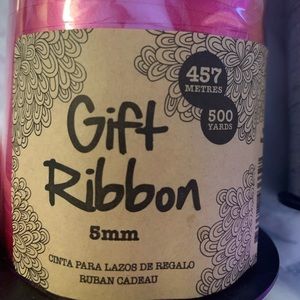 457
METRES
500
YARDS
Gift
Ribbon
5mm
CINTA PARA LAZOS DE REGALO
RUBAN CADEAU